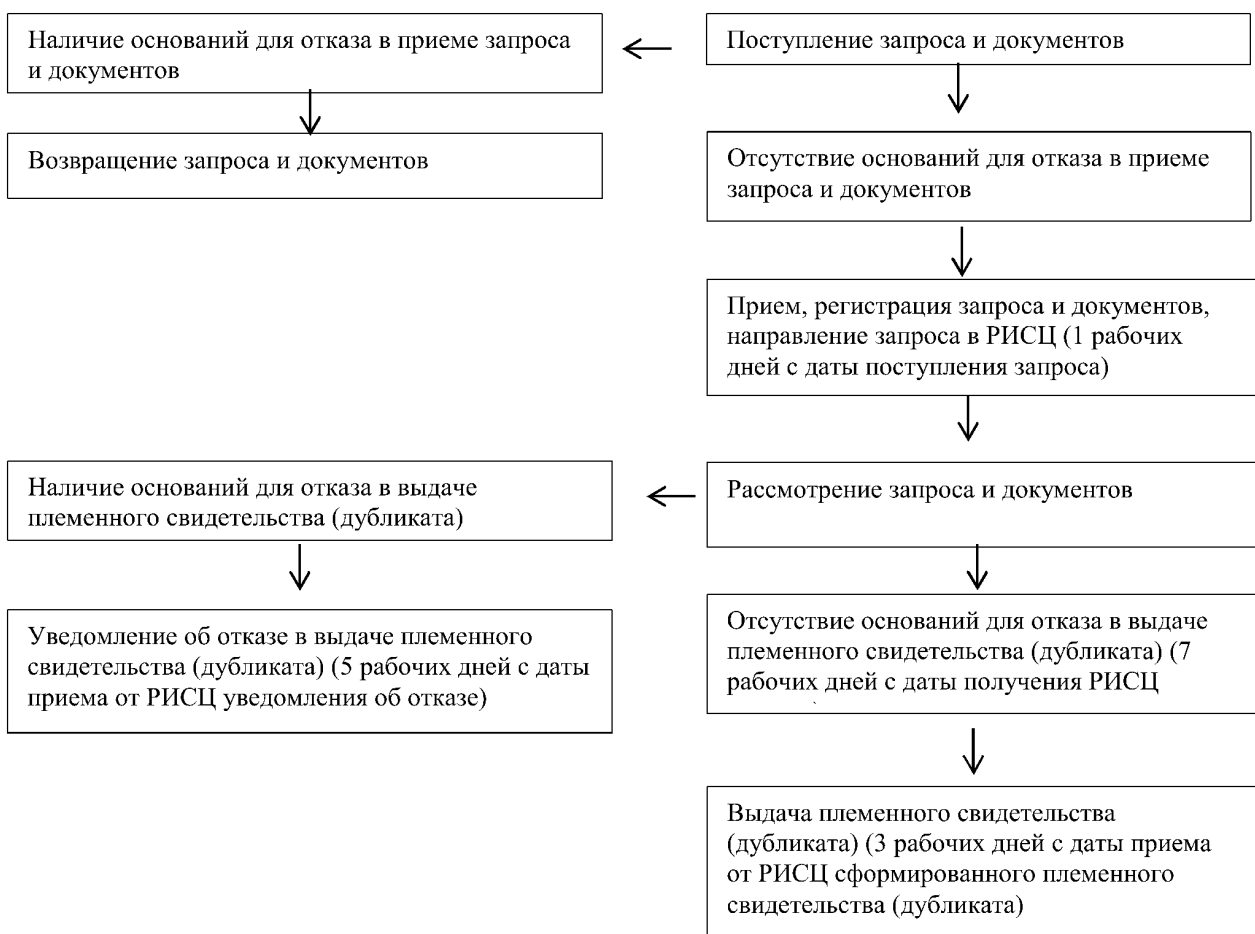 Наличие оснований для отказа в приеме запроса
и документов
Поступление запроса и документов
Возвращение запроса и документов
Отсутствие оснований для отказа в приеме
запроса и документов
Прием, регистрация запроса и документов,
направление запроса в РИСЦ (1 рабочих
дней с даты поступления запроса)
Наличие оснований для отказа в выдаче
племенного свидетельства (дубликата)
Рассмотрение запроса и документов
Уведомление об отказе в выдаче племенного
свидетельства (дубликата) (5 рабочих дней с даты
приема от РИСЦ уведомления об отказе)
Отсутствие оснований для отказа в выдаче
племенного свидетельства (дубликата) (7
рабочих дней с даты получения РИСЦ
Выдача племенного свидетельства
(дубликата) (3 рабочих дней с даты приема
от РИСЦ сформированного племенного
свидетельства (дубликата)